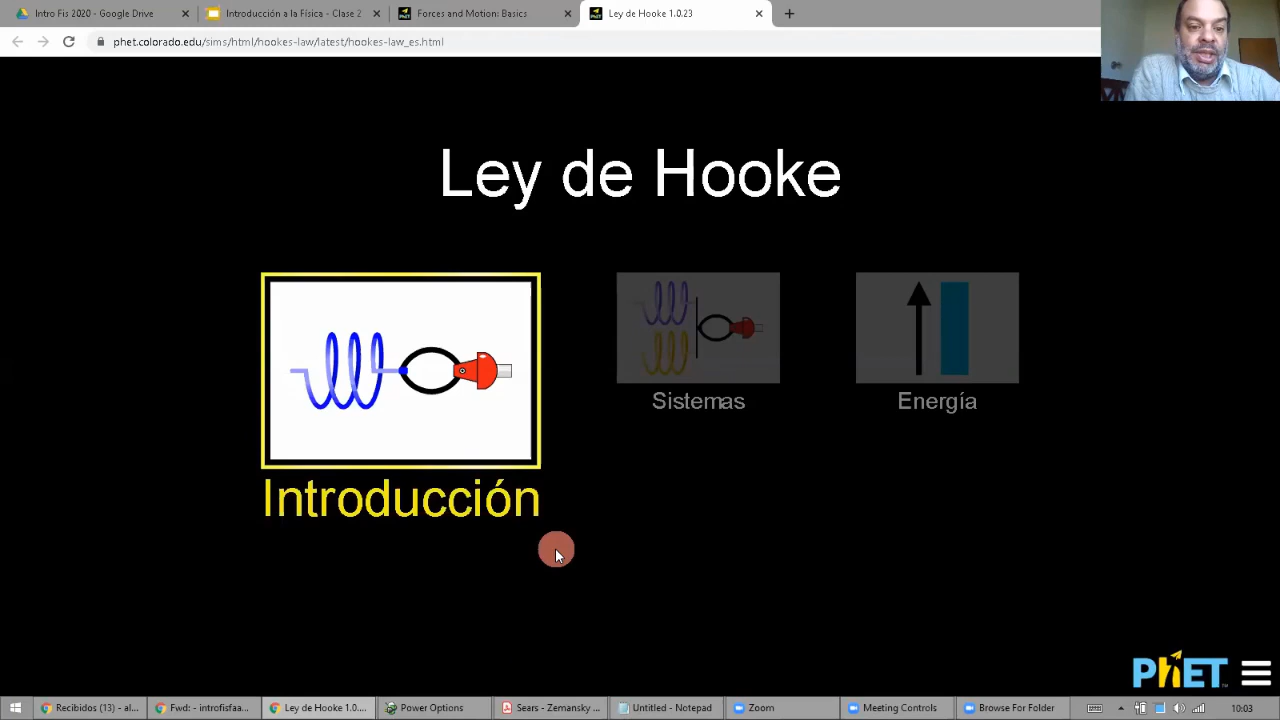 Intro Fis 2020 - Google Drive
Introducción a la Física - Clase 2
Forces and Motion: Basics
Ley de Hooke 1.0.23
phet.colorado.edu/sims/html/hookes-law/latest/hookes-law_es.html
Ley de Hooke
Introducción
Sistemas
Energía
PhET
Recibidos (13) - al...
Fwd: - introfisfaa...
Ley de Hooke 1.0....
Power Options
Sears - Zemansky ...
Untitled - Notepad
Zoom
Meeting Controls
Browse For Folder
10:03